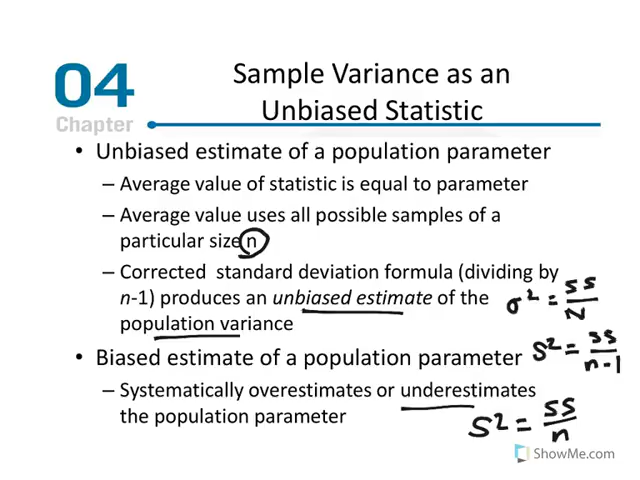 04
Chapter
Sample Variance as an
Unbiased Statistic
• Unbiased estimate of a population parameter
– Average value of statistic is equal to parameter
– Average value uses all possible samples of a
particular size n
– Corrected standard deviation formula (dividing by
n-1) produces an unbiased estimate of the
population variance
σ² = SS/N
• Biased estimate of a population parameter
S² = SS/n-1
– Systematically overestimates or underestimates
the population parameter
S² = SS/n
ShowMe.com